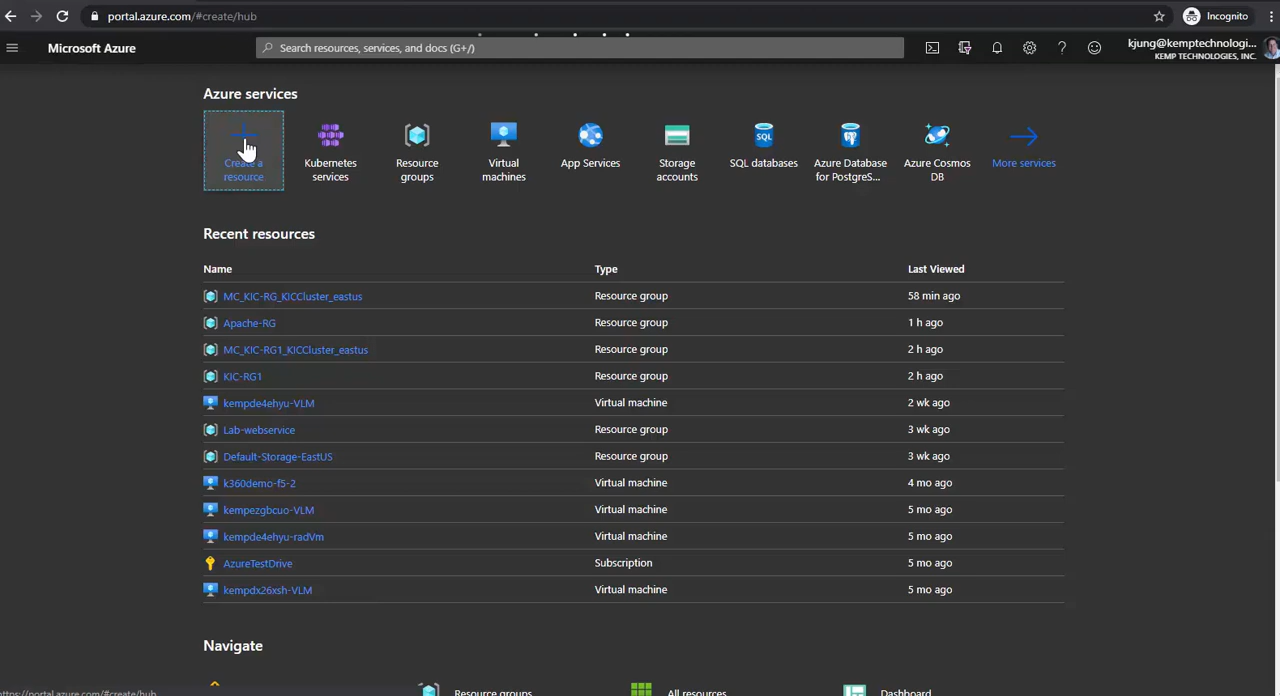 portal.azure.com/#create/hub
Incognito
Microsoft Azure
Search resources, services, and docs (G+/)
kjung@kemptechnologi...
KEMP TECHNOLOGIES, INC.
Azure services
Create a resource
Kubernetes services
Resource groups
Virtual machines
App Services
Storage accounts
SQL databases
Azure Database for PostgreS...
Azure Cosmos DB
More services
Recent resources
Name Type Last Viewed
MC_KIC-RG_KICCluster_eastus Resource group 58 min ago
Apache-RG Resource group 1 h ago
MC_KIC-RG1_KICCluster_eastus Resource group 2 h ago
KIC-RG1 Resource group 2 h ago
kempde4ehyu-VLM Virtual machine 2 wk ago
Lab-webservice Resource group 3 wk ago
Default-Storage-EastUS Resource group 3 wk ago
k360demo-f5-2 Virtual machine 4 mo ago
kempezgbcuo-VLM Virtual machine 5 mo ago
kempde4ehyu-radVm Virtual machine 5 mo ago
AzureTestDrive Subscription 5 mo ago
kempdx26xsh-VLM Virtual machine 5 mo ago
Navigate
Resource groups All resources Dashboard
https://portal.azure.com/#create/hub